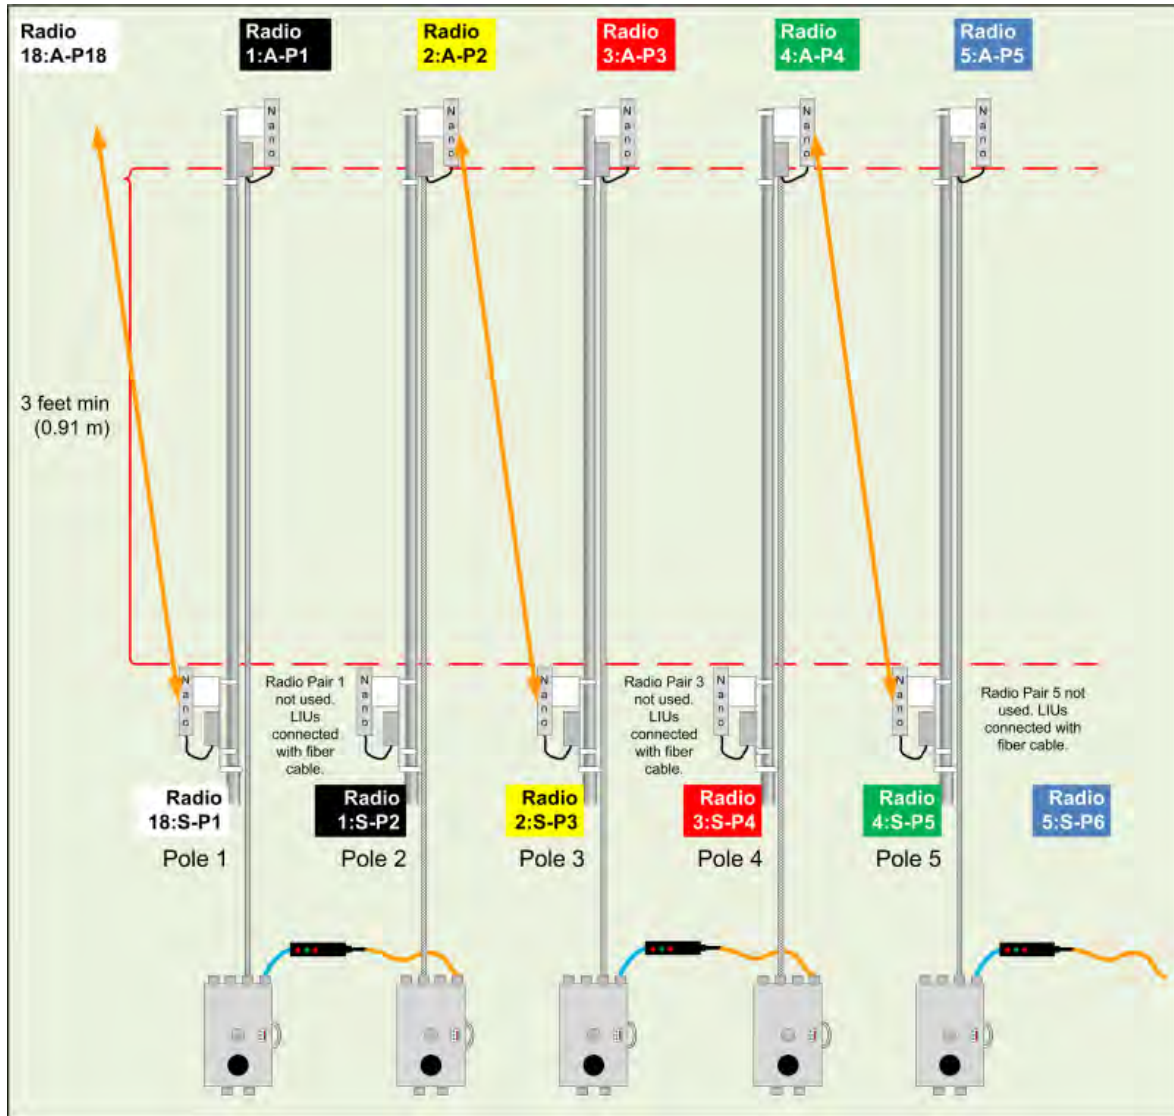 Radio
18:A-P18
Radio
1:A-P1
Radio
2:A-P2
Radio
3:A-P3
Radio
4:A-P4
Radio
5:A-P5
Nano
Nano
Nano
Nano
Nano
3 feet min
(0.91 m)
Nano
Radio Pair 1
not used.
LIUs
connected
with fiber
cable.
Nano
Nano
Radio Pair 3
not used.
LIUs
connected
with fiber
cable.
Nano
Nano
Radio Pair 5 not
used. LIUs
connected with
fiber cable.
Radio
18:S-P1
Radio
1:S-P2
Radio
2:S-P3
Radio
3:S-P4
Radio
4:S-P5
Radio
5:S-P6
Pole 1
Pole 2
Pole 3
Pole 4
Pole 5